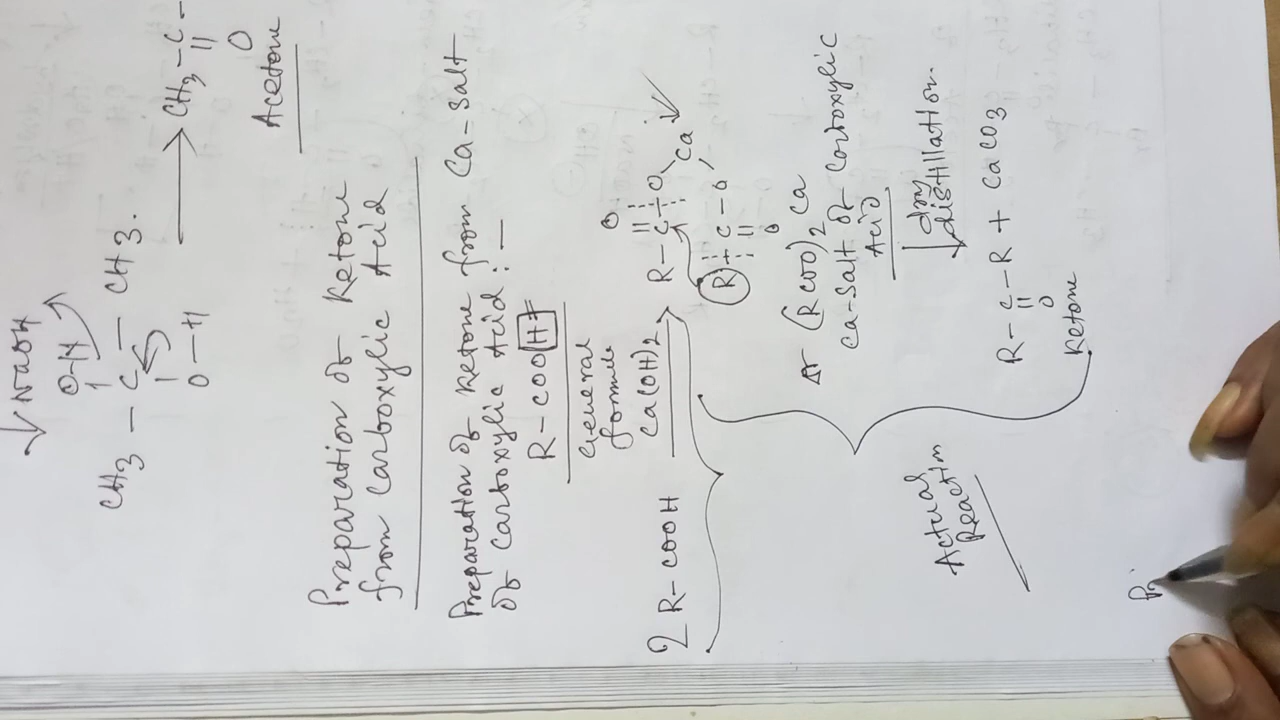 ↓ NaOH
O-H
CH3 — C — CH3. ⟶ CH3 – C –
O
O–H
Acetone
Preparation of Ketone
from Carboxylic Acid
Preparation of Ketone from Ca-Salt
of Carboxylic Acid :–
R-COOH
General
formula
2 R-COOH Ca(OH)2 ⟶ R–C–O
O
Ca
R–C–O
O
(RCOO)2 Ca
Ca-Salt of Carboxylic
Acid
↓ dry
distillation.
R–C–R + CaCO3
O
Ketone
Actual
Reaction